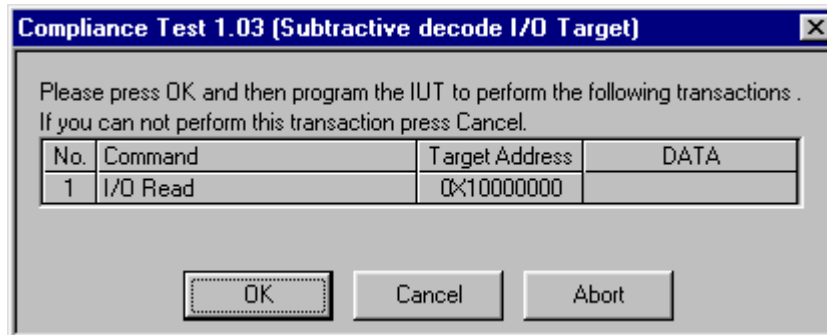 Compliance Test 1.03 (Subtractive decode I/O Target)
Please press OK and then program the IUT to perform the following transactions .
If you can not perform this transaction press Cancel.
No. Command Target Address DATA
1 I/O Read 0X10000000
OK Cancel Abort